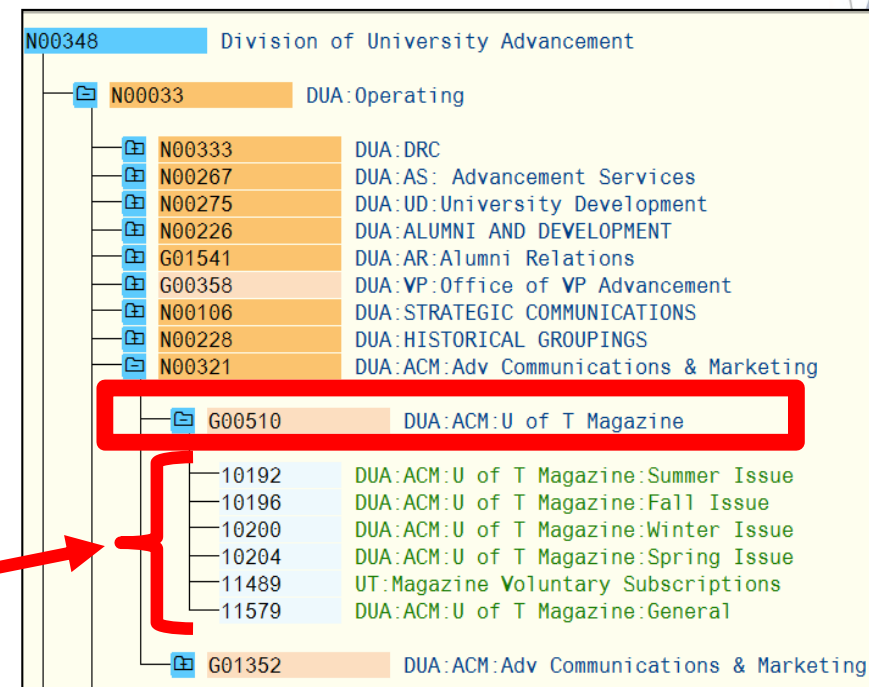 N00348 Division of University Advancement
N00033 DUA:Operating
N00333 DUA:DRC
N00267 DUA:AS: Advancement Services
N00275 DUA:UD:University Development
N00226 DUA:ALUMNI AND DEVELOPMENT
G01541 DUA:AR:Alumni Relations
G00358 DUA:VP:Office of VP Advancement
N00106 DUA:STRATEGIC COMMUNICATIONS
N00228 DUA:HISTORICAL GROUPINGS
N00321 DUA:ACM:Adv Communications & Marketing
G00510 DUA:ACM:U of T Magazine
10192 DUA:ACM:U of T Magazine:Summer Issue
10196 DUA:ACM:U of T Magazine:Fall Issue
10200 DUA:ACM:U of T Magazine:Winter Issue
10204 DUA:ACM:U of T Magazine:Spring Issue
11489 UT:Magazine Voluntary Subscriptions
11579 DUA:ACM:U of T Magazine:General
G01352 DUA:ACM:Adv Communications & Marketing